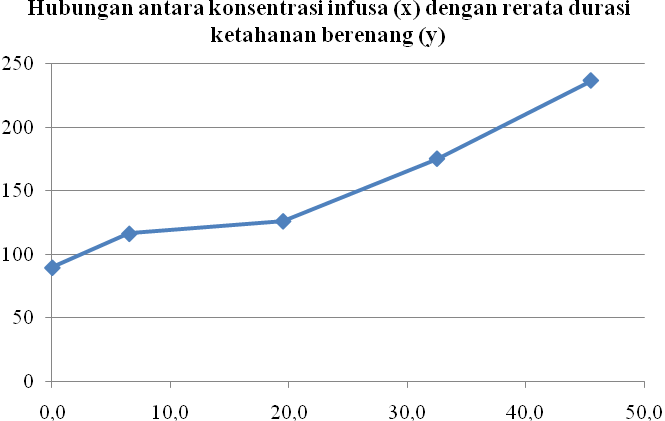 Hubungan antara konsentrasi infusa (x) dengan rerata durasi
ketahanan berenang (y)
250
200
150
100
50
0
0,0 10,0 20,0 30,0 40,0 50,0